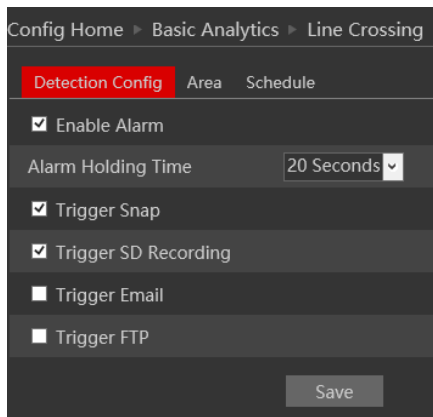 Config Home ▶ Basic Analytics ▶ Line Crossing
Detection Config Area Schedule
Enable Alarm
Alarm Holding Time 20 Seconds
Trigger Snap
Trigger SD Recording
Trigger Email
Trigger FTP
Save